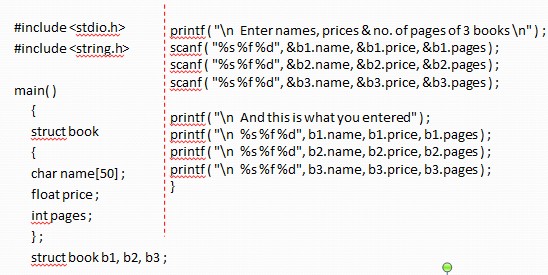 #include <stdio.h>
#include <string.h>
main( )
{
struct book
{
char name[50] ;
float price ;
int pages ;
} ;
struct book b1, b2, b3 ;
printf ( "\n Enter names, prices & no. of pages of 3 books \n" ) ;
scanf ( "%s %f %d", &b1.name, &b1.price, &b1.pages ) ;
scanf ( "%s %f %d", &b2.name, &b2.price, &b2.pages ) ;
scanf ( "%s %f %d", &b3.name, &b3.price, &b3.pages ) ;
printf ( "\n And this is what you entered" ) ;
printf ( "\n %s %f %d", b1.name, b1.price, b1.pages ) ;
printf ( "\n %s %f %d", b2.name, b2.price, b2.pages ) ;
printf ( "\n %s %f %d", b3.name, b3.price, b3.pages ) ;
}